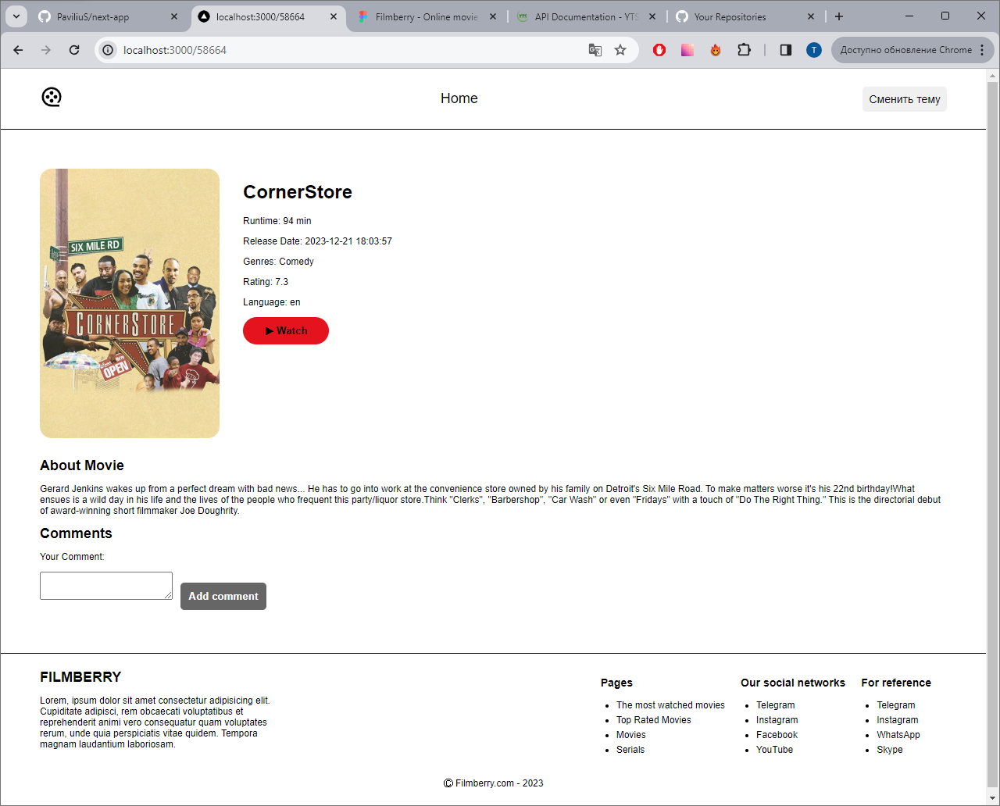 PaviliuS/next-app
localhost:3000/58664
Filmberry - Online movie
API Documentation - YTS
Your Repositories
localhost:3000/58664
T
Доступно обновление Chrome
Home
Сменить тему
SIX MILE RD
CORNERSTORE
OPEN
CornerStore
Runtime: 94 min
Release Date: 2023-12-21 18:03:57
Genres: Comedy
Rating: 7.3
Language: en
▶ Watch
About Movie
Gerard Jenkins wakes up from a perfect dream with bad news... He has to go into work at the convenience store owned by his family on Detroit's Six Mile Road. To make matters worse it's his 22nd birthday!What
ensues is a wild day in his life and the lives of the people who frequent this party/liquor store.Think "Clerks", "Barbershop", "Car Wash" or even "Fridays" with a touch of "Do The Right Thing." This is the directorial debut
of award-winning short filmmaker Joe Doughrity.
Comments
Your Comment:
Add comment
FILMBERRY
Lorem, ipsum dolor sit amet consectetur adipisicing elit.
Cupiditate adipisci, rem obcaecati voluptatibus et
reprehenderit animi vero consequatur quam voluptates
rerum, unde quia perspiciatis vitae quidem. Tempora
magnam laudantium laboriosam.
Pages
• The most watched movies
• Top Rated Movies
• Movies
• Serials
Our social networks
• Telegram
• Instagram
• Facebook
• YouTube
For reference
• Telegram
• Instagram
• WhatsApp
• Skype
© Filmberry.com - 2023